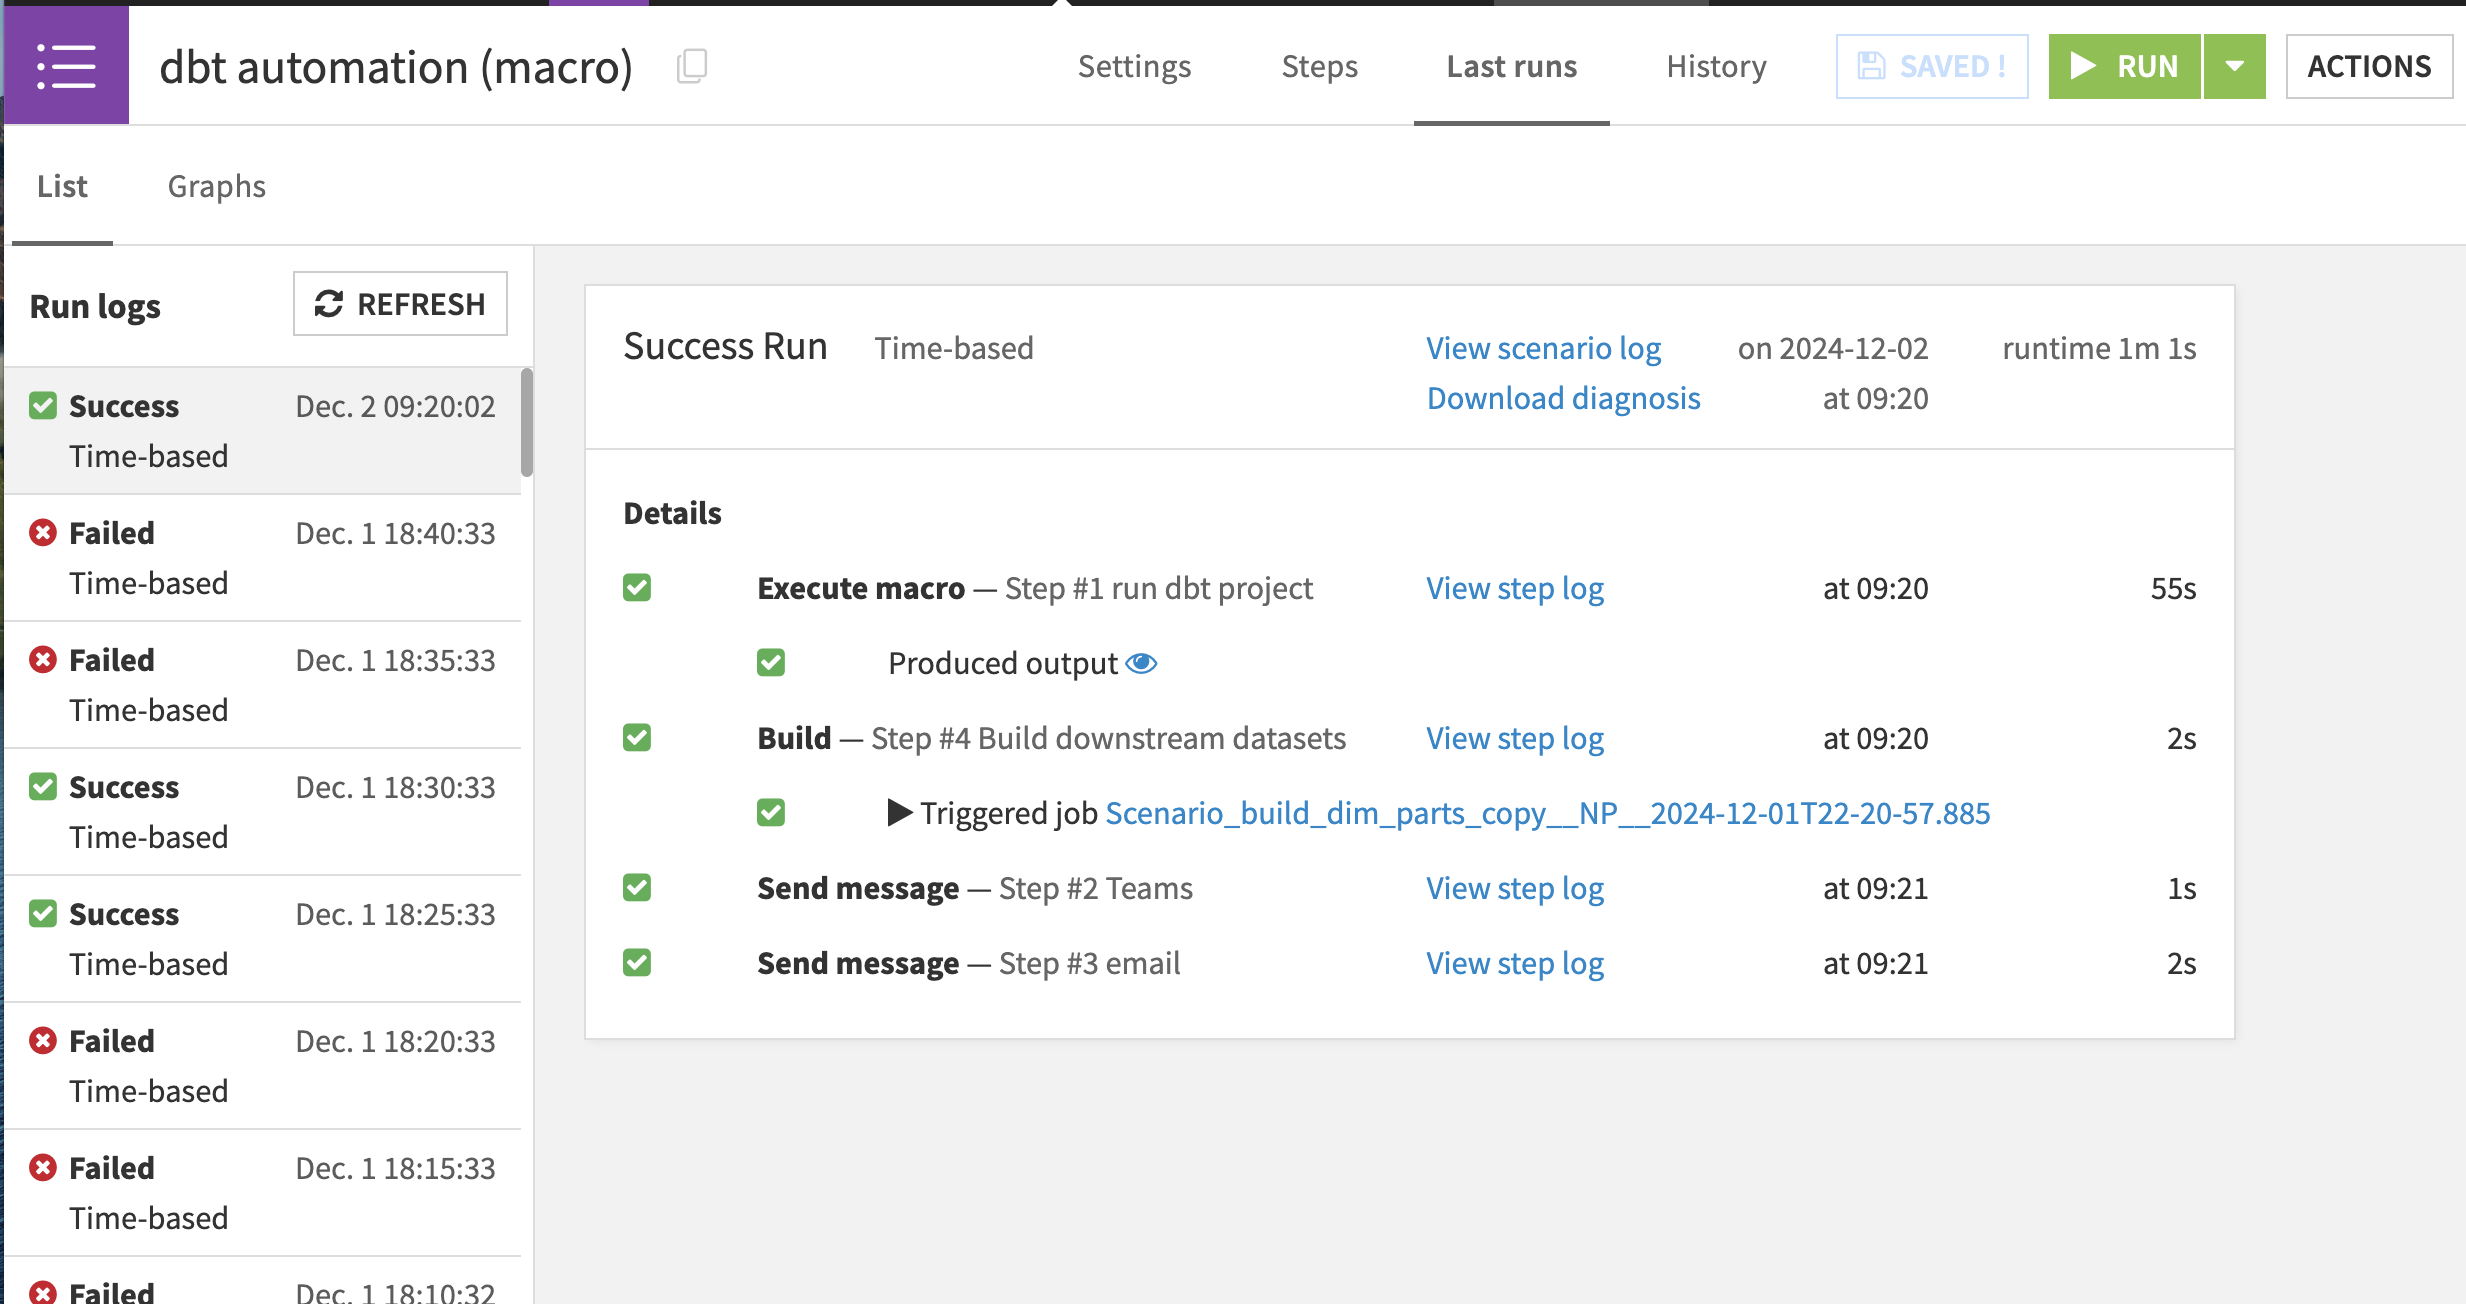 dbt automation (macro)
Settings
Steps
Last runs
History
SAVED !
RUN
ACTIONS
List
Graphs
Run logs
REFRESH
Success Dec. 2 09:20:02
Time-based
Failed Dec. 1 18:40:33
Time-based
Failed Dec. 1 18:35:33
Time-based
Success Dec. 1 18:30:33
Time-based
Success Dec. 1 18:25:33
Time-based
Failed Dec. 1 18:20:33
Time-based
Failed Dec. 1 18:15:33
Time-based
Failed Dec. 1 18:10:32
Success Run Time-based View scenario log on 2024-12-02 runtime 1m 1s
Download diagnosis at 09:20
Details
Execute macro — Step #1 run dbt project View step log at 09:20 55s
Produced output
Build — Step #4 Build downstream datasets View step log at 09:20 2s
Triggered job Scenario_build_dim_parts_copy__NP__2024-12-01T22-20-57.885
Send message — Step #2 Teams View step log at 09:21 1s
Send message — Step #3 email View step log at 09:21 2s